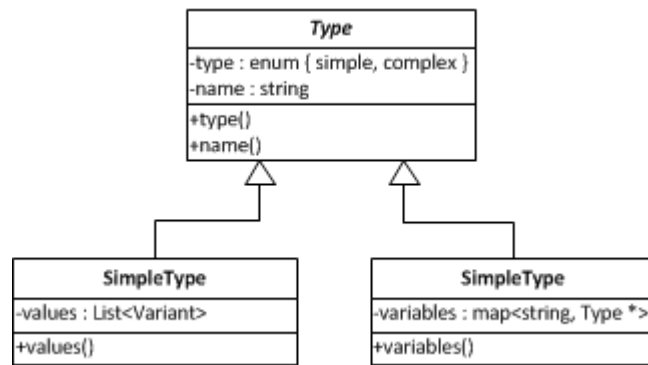 Type
-type : enum { simple, complex }
-name : string
+type()
+name()
SimpleType
-values : List<Variant>
+values()
SimpleType
-variables : map<string, Type *>
+variables()